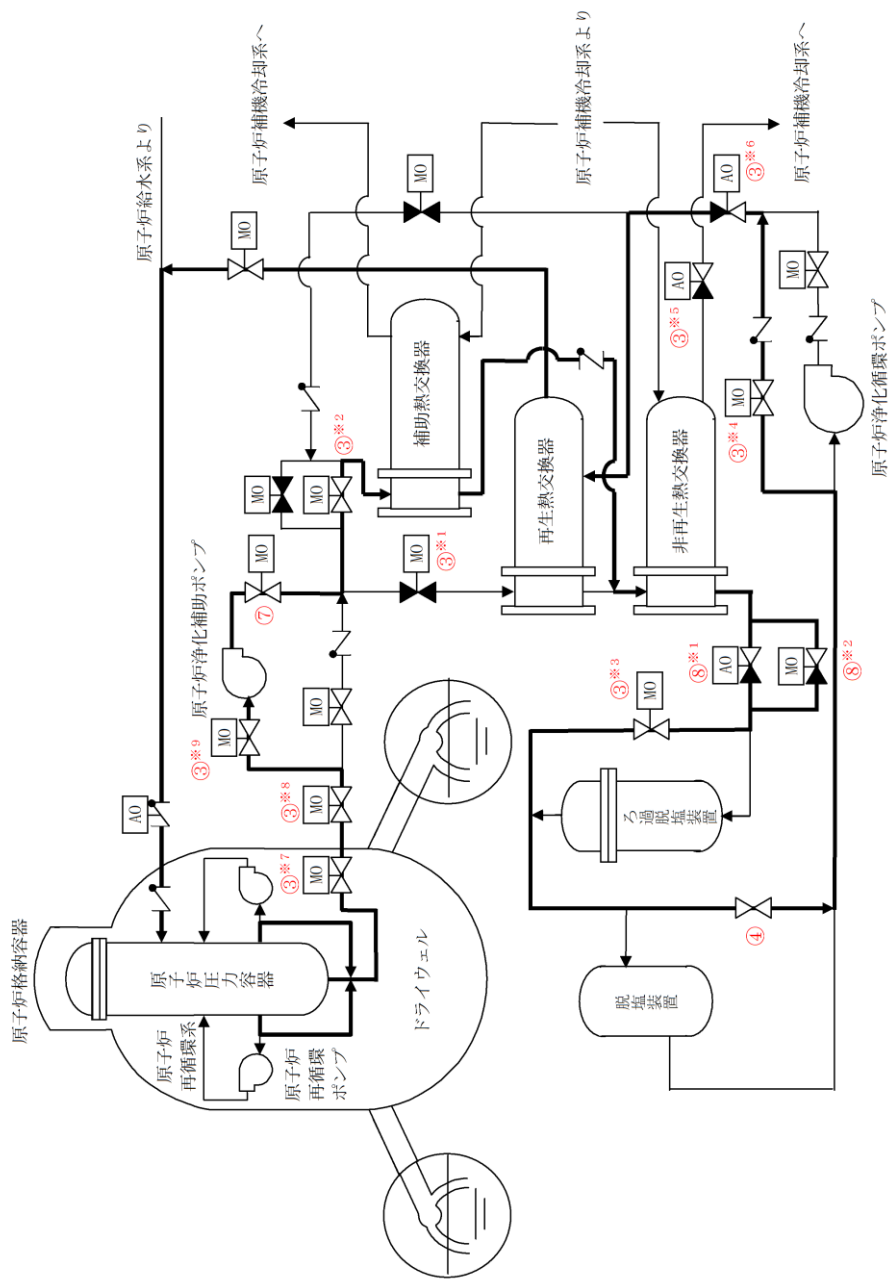 原子炉格納容器
原子炉圧力容器
原子炉
再循環系
原子炉
再循環
ポンプ
ドライウェル
AO
MO
③※7
MO
③※8
MO
③※9
原子炉浄化補助ポンプ
MO
⑦
MO
MO
MO
③※2
MO
③※1
補助熱交換器
再生熱交換器
非再生熱交換器
原子炉給水系より
MO
原子炉補機冷却系へ
MO
原子炉補機冷却系より
原子炉補機冷却系へ
AO
③※5
AO
③※6
MO
③※4
MO
原子炉浄化循環ポンプ
MO
③※3
AO
⑧※1
MO
⑧※2
ろ過脱塩装置
脱塩装置
④